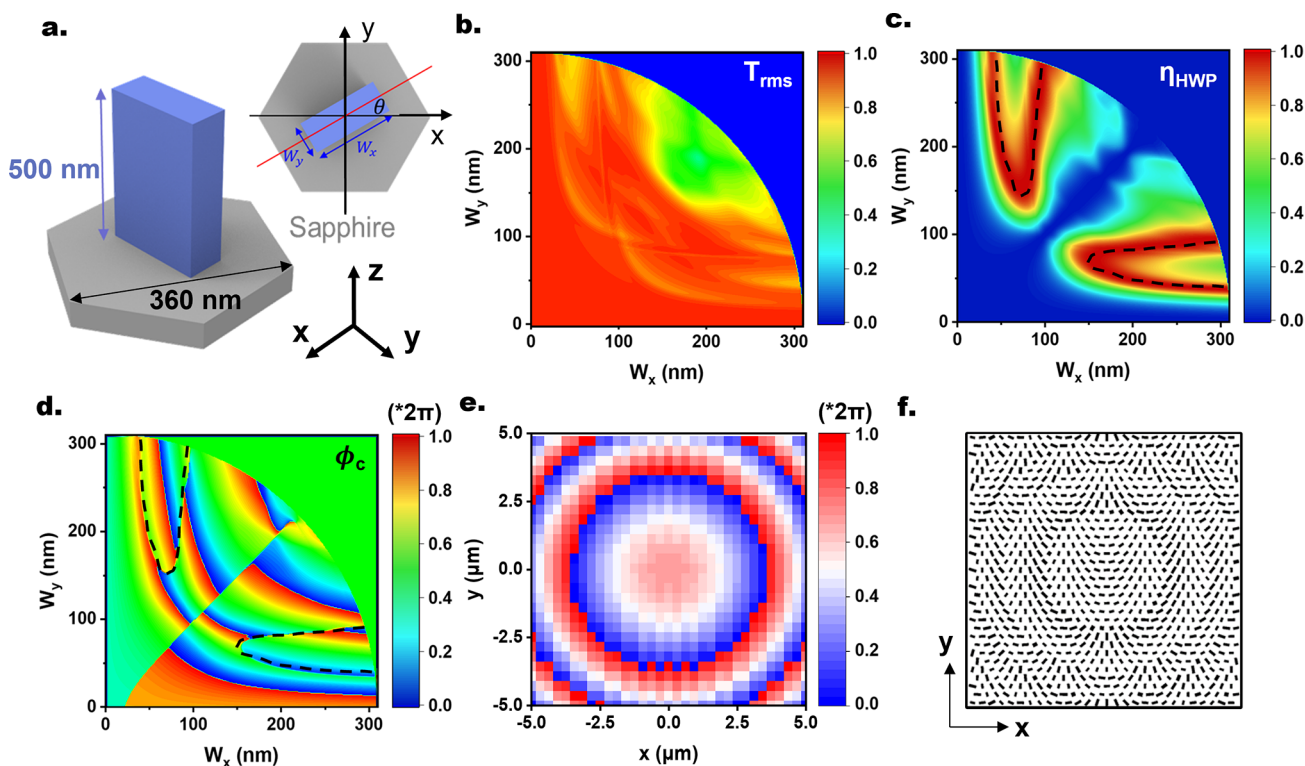 a.
500 nm
360 nm
y
x
θ
Wy
Wx
Sapphire
z
x
y
b.
Trms
Wy (nm)
300
200
100
0
0
100
200
300
Wx (nm)
1.0
0.8
0.6
0.4
0.2
0.0
c.
ηHWP
Wy (nm)
300
200
100
0
0
100
200
300
Wx (nm)
1.0
0.8
0.6
0.4
0.2
0.0
d.
(*2π)
ϕc
Wy (nm)
300
200
100
0
0
100
200
300
Wx (nm)
1.0
0.8
0.6
0.4
0.2
0.0
e.
(*2π)
y (μm)
5.0
2.5
0.0
-2.5
-5.0
-5.0
-2.5
0.0
2.5
5.0
x (μm)
1.0
0.8
0.6
0.4
0.2
0.0
f.
y
x